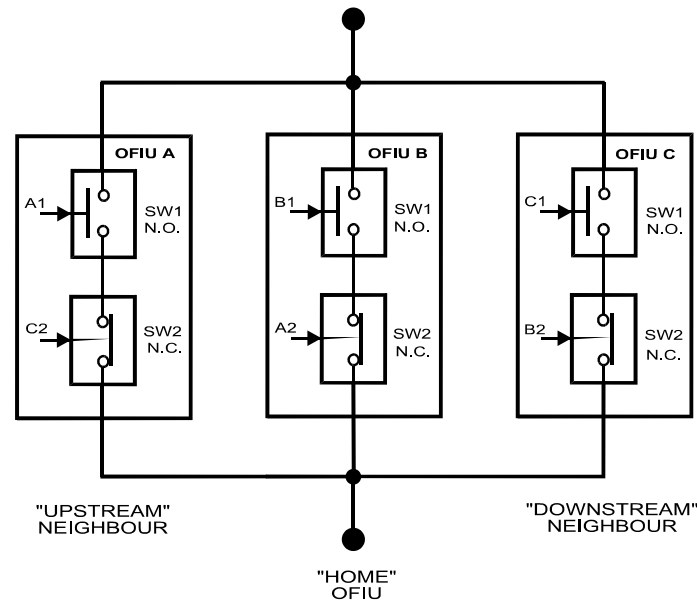 OFIU A
A1
SW1
N.O.
C2
SW2
N.C.
OFIU B
B1
SW1
N.O.
A2
SW2
N.C.
OFIU C
C1
SW1
N.O.
B2
SW2
N.C.
"UPSTREAM"
NEIGHBOUR
"HOME"
OFIU
"DOWNSTREAM"
NEIGHBOUR